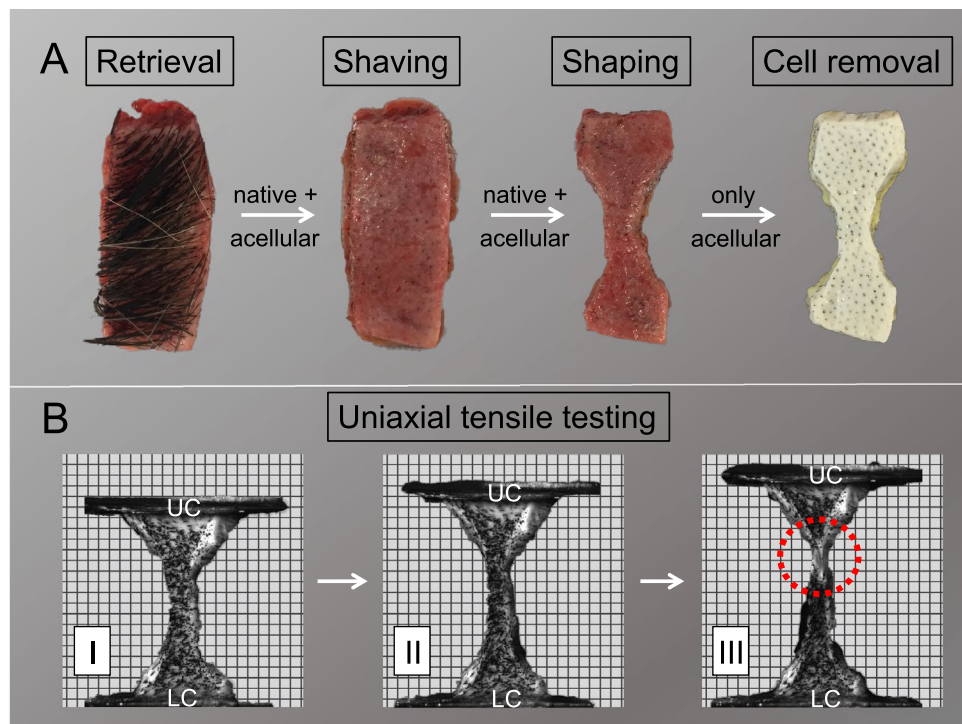 A
Retrieval
Shaving
Shaping
Cell removal
native +
acellular
native +
acellular
only
acellular
B
Uniaxial tensile testing
UC
UC
UC
I
II
III
LC
LC
LC